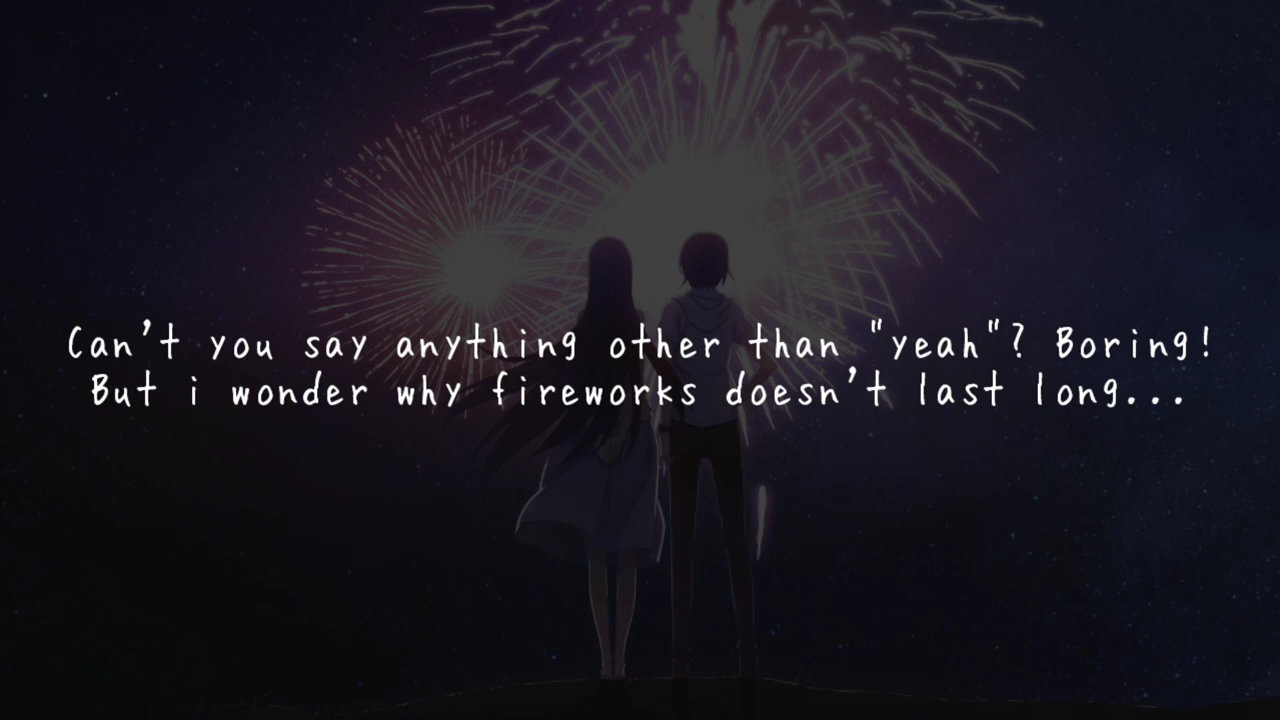 Can't you say anything other than "yeah"? Boring!
But i wonder why fireworks doesn't last long...